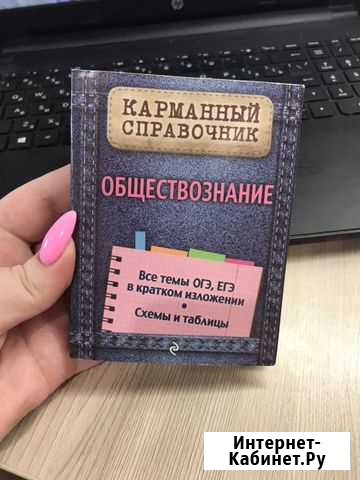 КАРМАННЫЙ
СПРАВОЧНИК
ОБЩЕСТВОЗНАНИЕ
Все темы ОГЭ, ЕГЭ
в кратком изложении
•
Схемы и таблицы
Интернет-
Кабинет.Ру